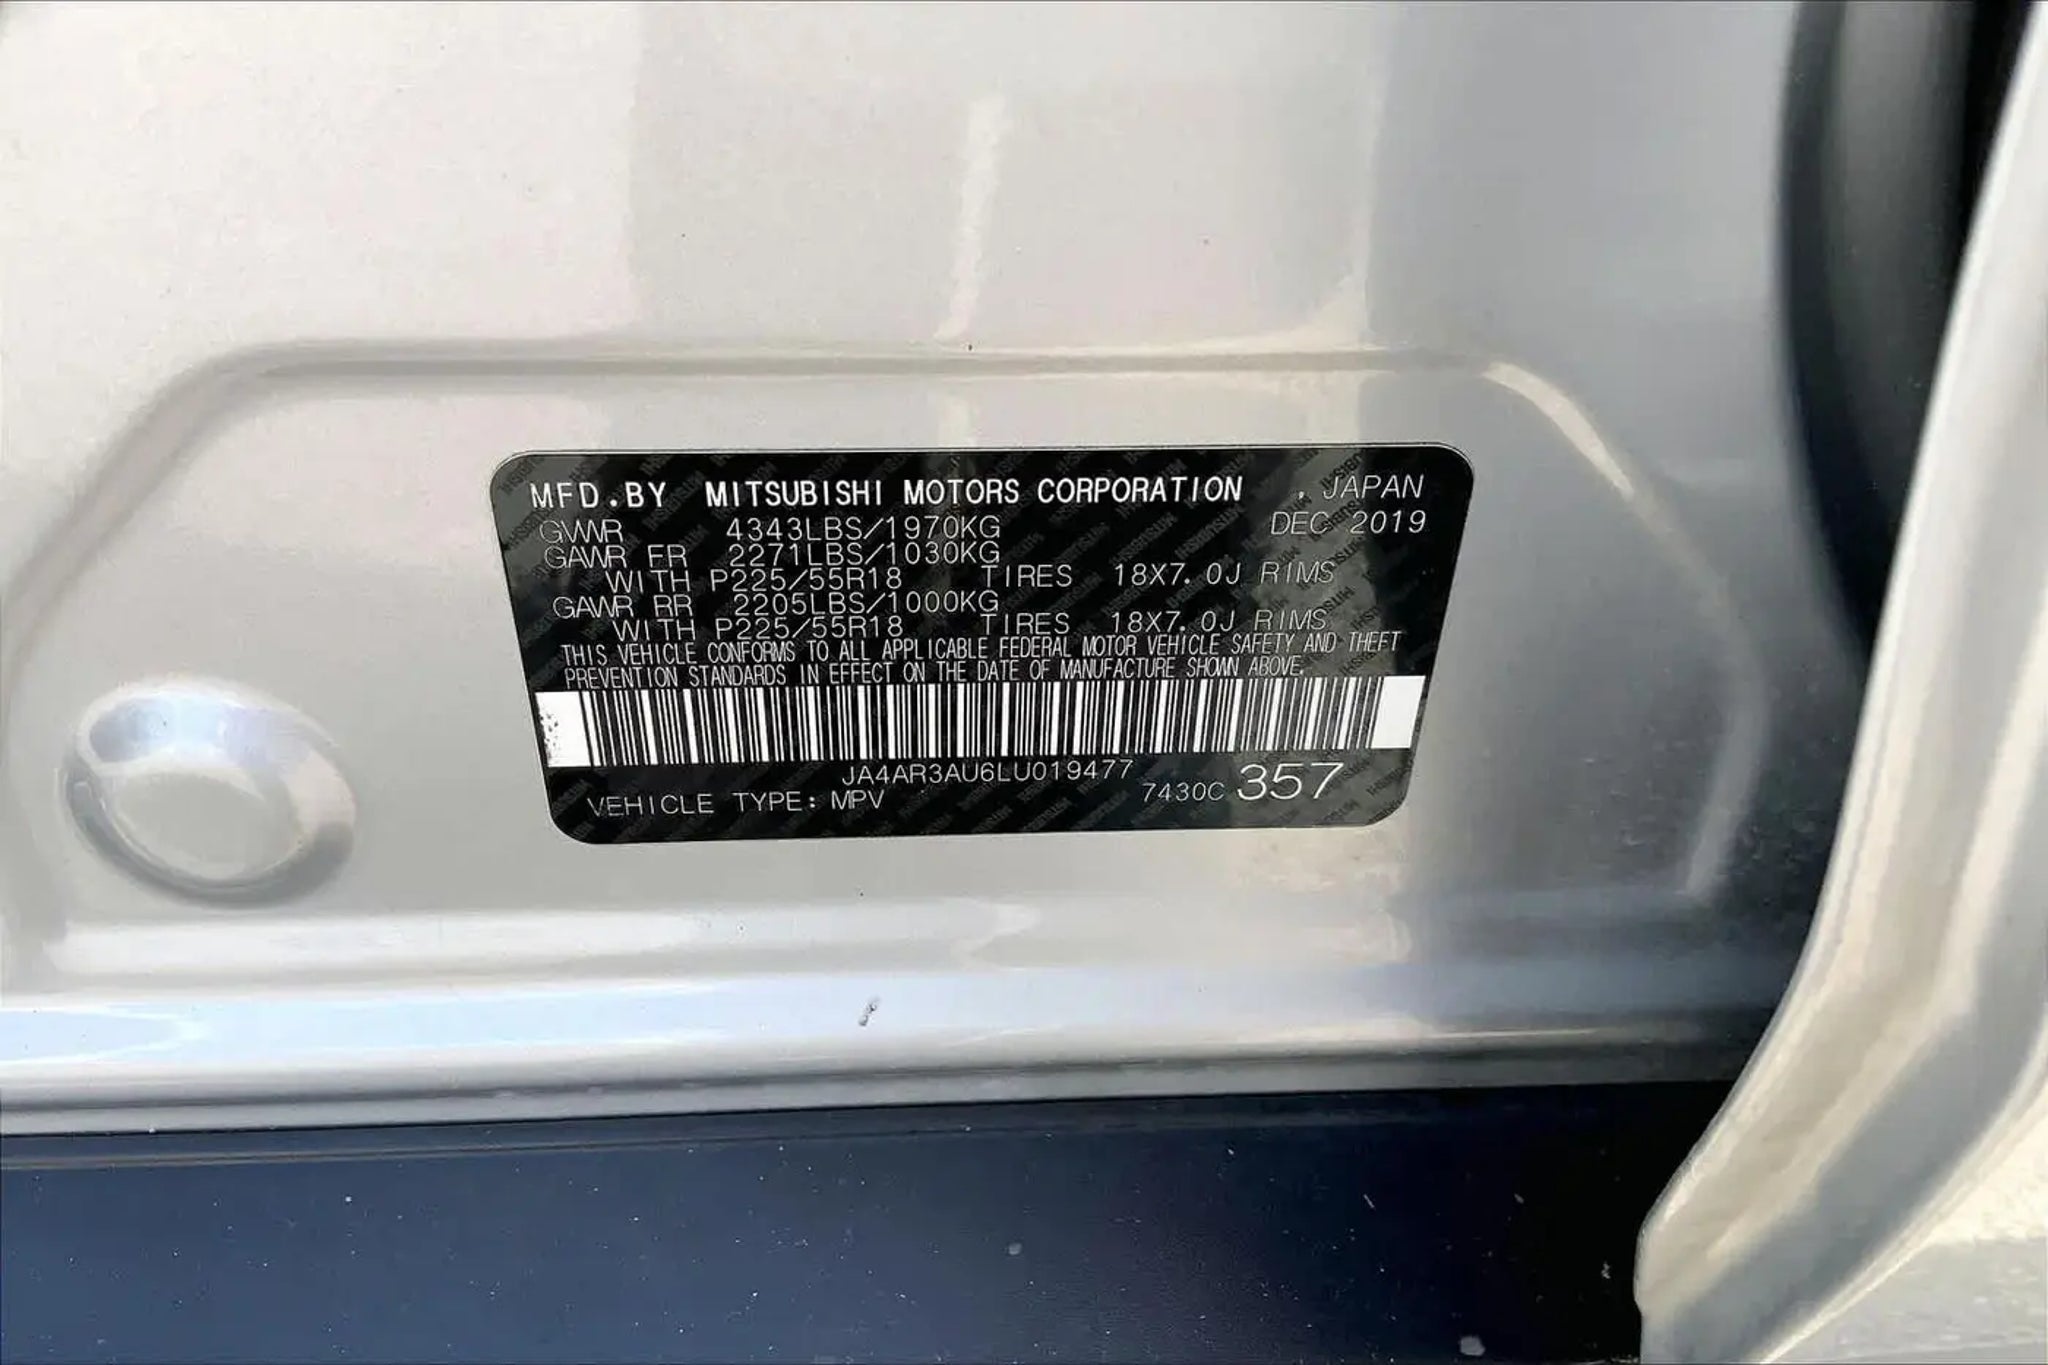 MFD.BY MITSUBISHI MOTORS CORPORATION , JAPAN
GVWR 4343LBS/1970KG DEC 2019
GAWR FR 2271LBS/1030KG
WITH P225/55R18 TIRES 18X7.0J RIMS
GAWR RR 2205LBS/1000KG
WITH P225/55R18 TIRES 18X7.0J RIMS
THIS VEHICLE CONFORMS TO ALL APPLICABLE FEDERAL MOTOR VEHICLE SAFETY AND THEFT
PREVENTION STANDARDS IN EFFECT ON THE DATE OF MANUFACTURE SHOWN ABOVE.
JA4AR3AU6LU019477
VEHICLE TYPE: MPV 7430C 357